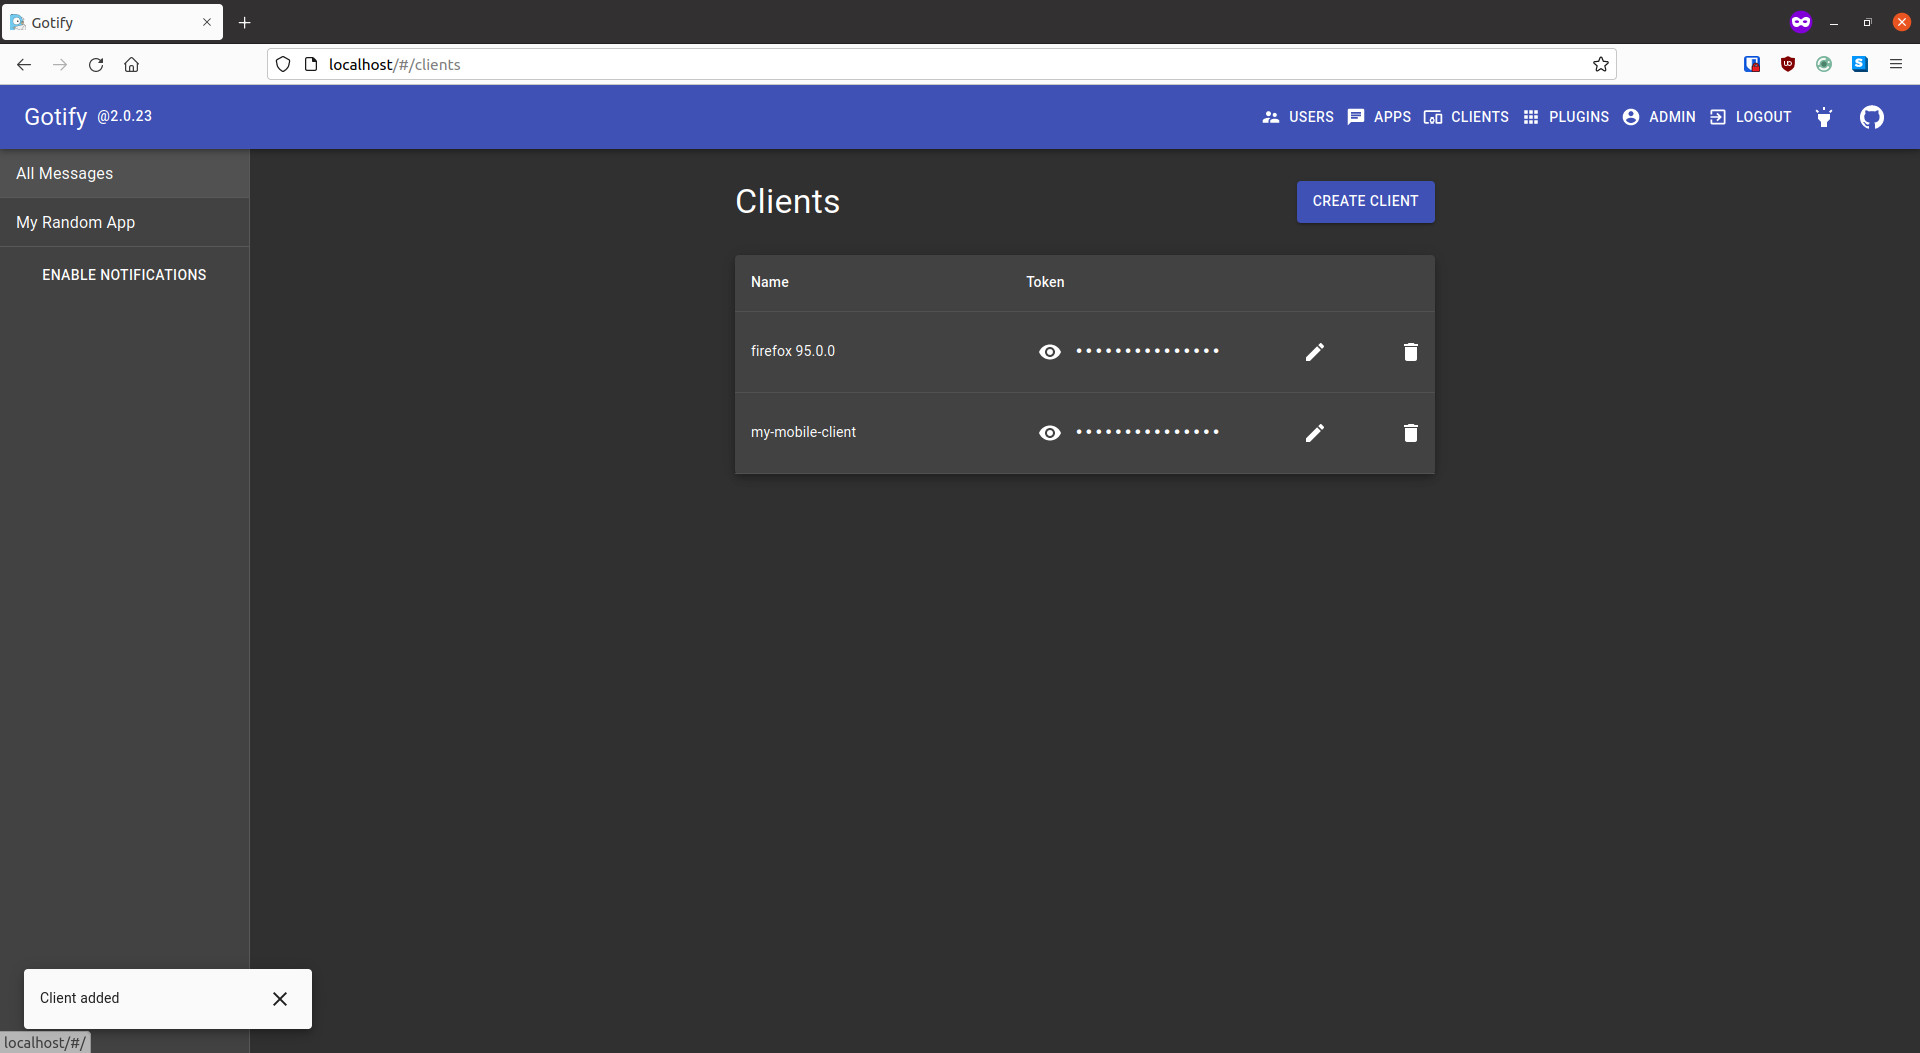 Gotify
localhost/#/clients
Gotify @2.0.23
USERS APPS CLIENTS PLUGINS ADMIN LOGOUT
All Messages
My Random App
ENABLE NOTIFICATIONS
Clients
CREATE CLIENT
Name Token
firefox 95.0.0 •••••••••••••••
my-mobile-client •••••••••••••••
Client added
localhost/#/